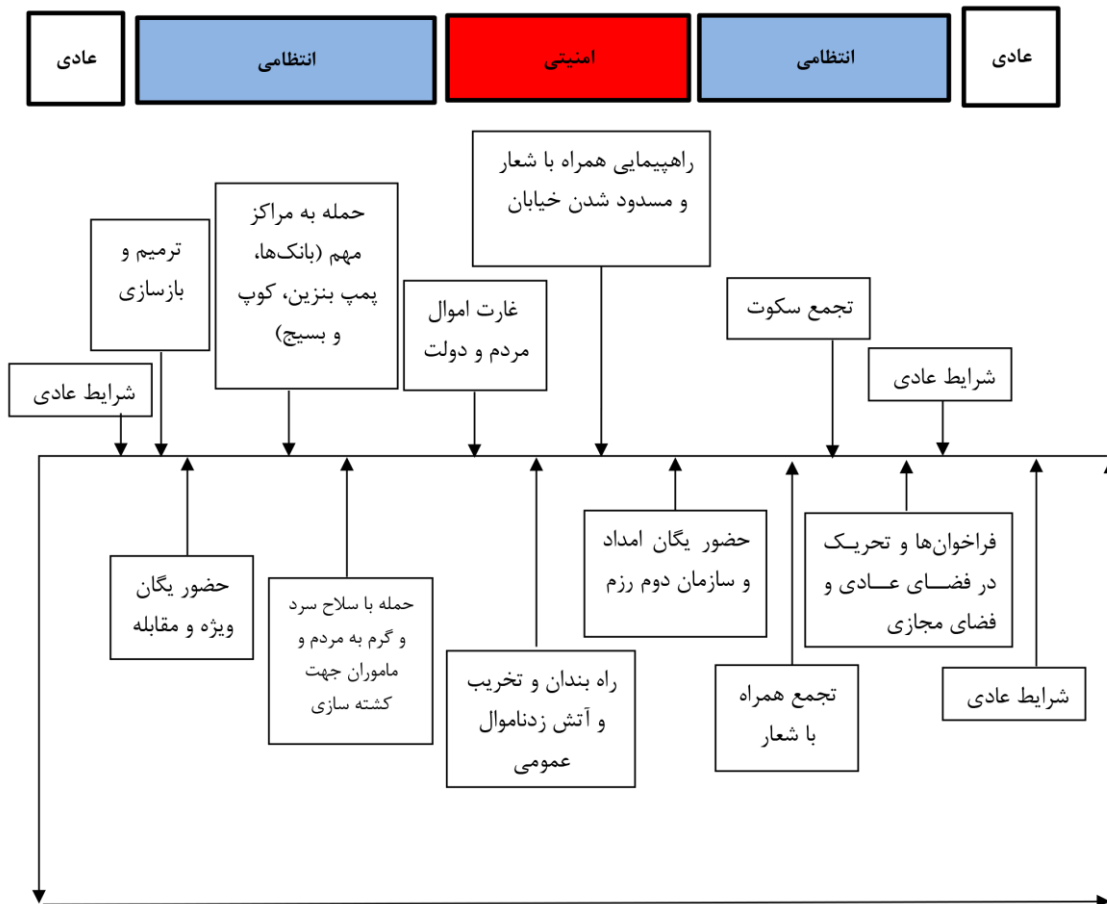 عادی
انتظامی
امنیتی
انتظامی
عادی
راهپیمایی همراه با شعار
و مسدود شدن خیابان
حمله به مراکز
مهم (بانک‌ها،
پمپ بنزین، کوپ
و بسیج)
ترمیم و
بازسازی
غارت اموال
مردم و دولت
تجمع سکوت
شرایط عادی
شرایط عادی
فراخوان‌ها و تحریک
در فضای عادی و
فضای مجازی
حضور یگان امداد
و سازمان دوم رزم
حضور یگان
ویژه و مقابله
حمله با سلاح سرد
و گرم به مردم و
ماموران جهت
کشته سازی
راه بندان و تخریب
و آتش زدناموال
عمومی
تجمع همراه
با شعار
شرایط عادی